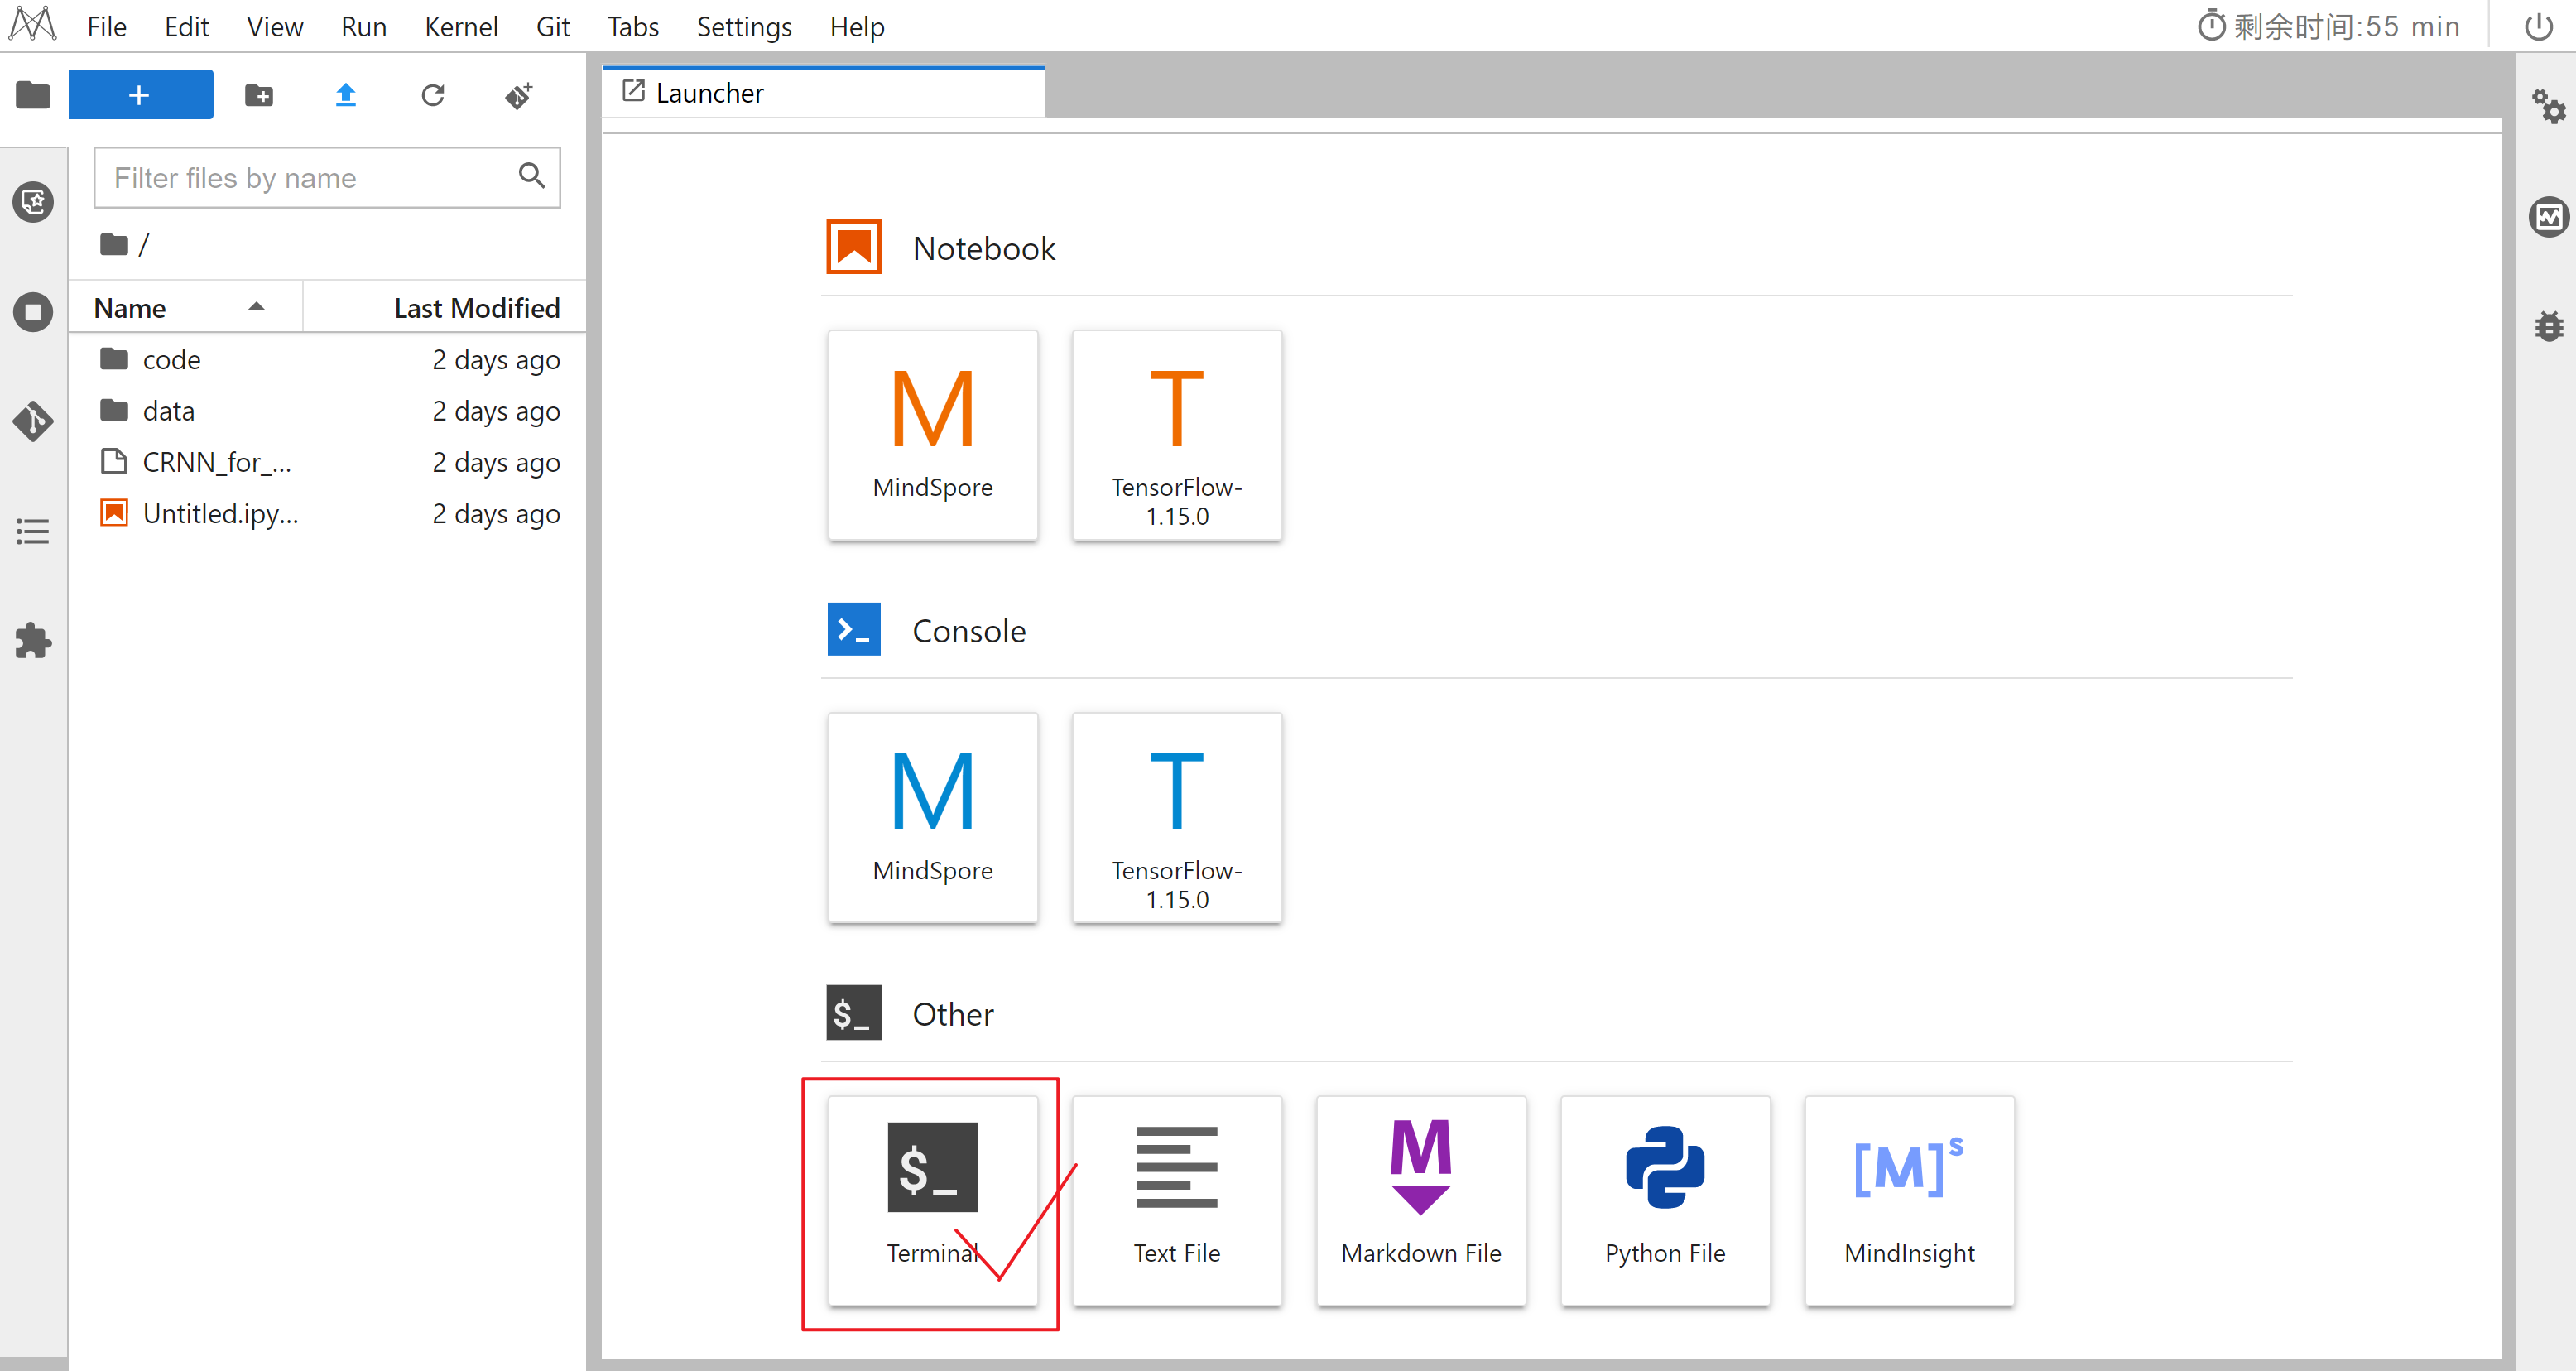 File Edit View Run Kernel Git Tabs Settings Help
剩余时间:55 min
+
Launcher
Filter files by name
/
Name Last Modified
code 2 days ago
data 2 days ago
CRNN_for_... 2 days ago
Untitled.ipy... 2 days ago
Notebook
M T
MindSpore TensorFlow-
1.15.0
Console
M T
MindSpore TensorFlow-
1.15.0
$_ Other
$_ M [M]s
Terminal Text File Markdown File Python File MindInsight